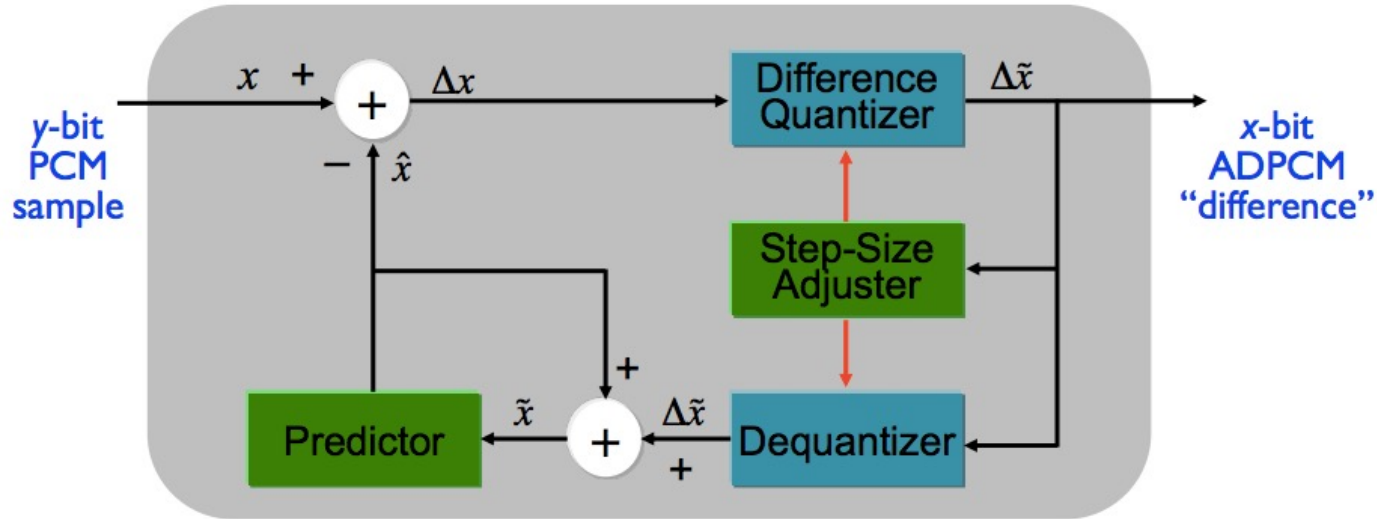 y-bit
PCM
sample
x +
+
Δx
− x̂
Difference
Quantizer
Δx̃
x-bit
ADPCM
“difference”
Step-Size
Adjuster
Predictor
x̃
+
+
Δx̃
+
Dequantizer